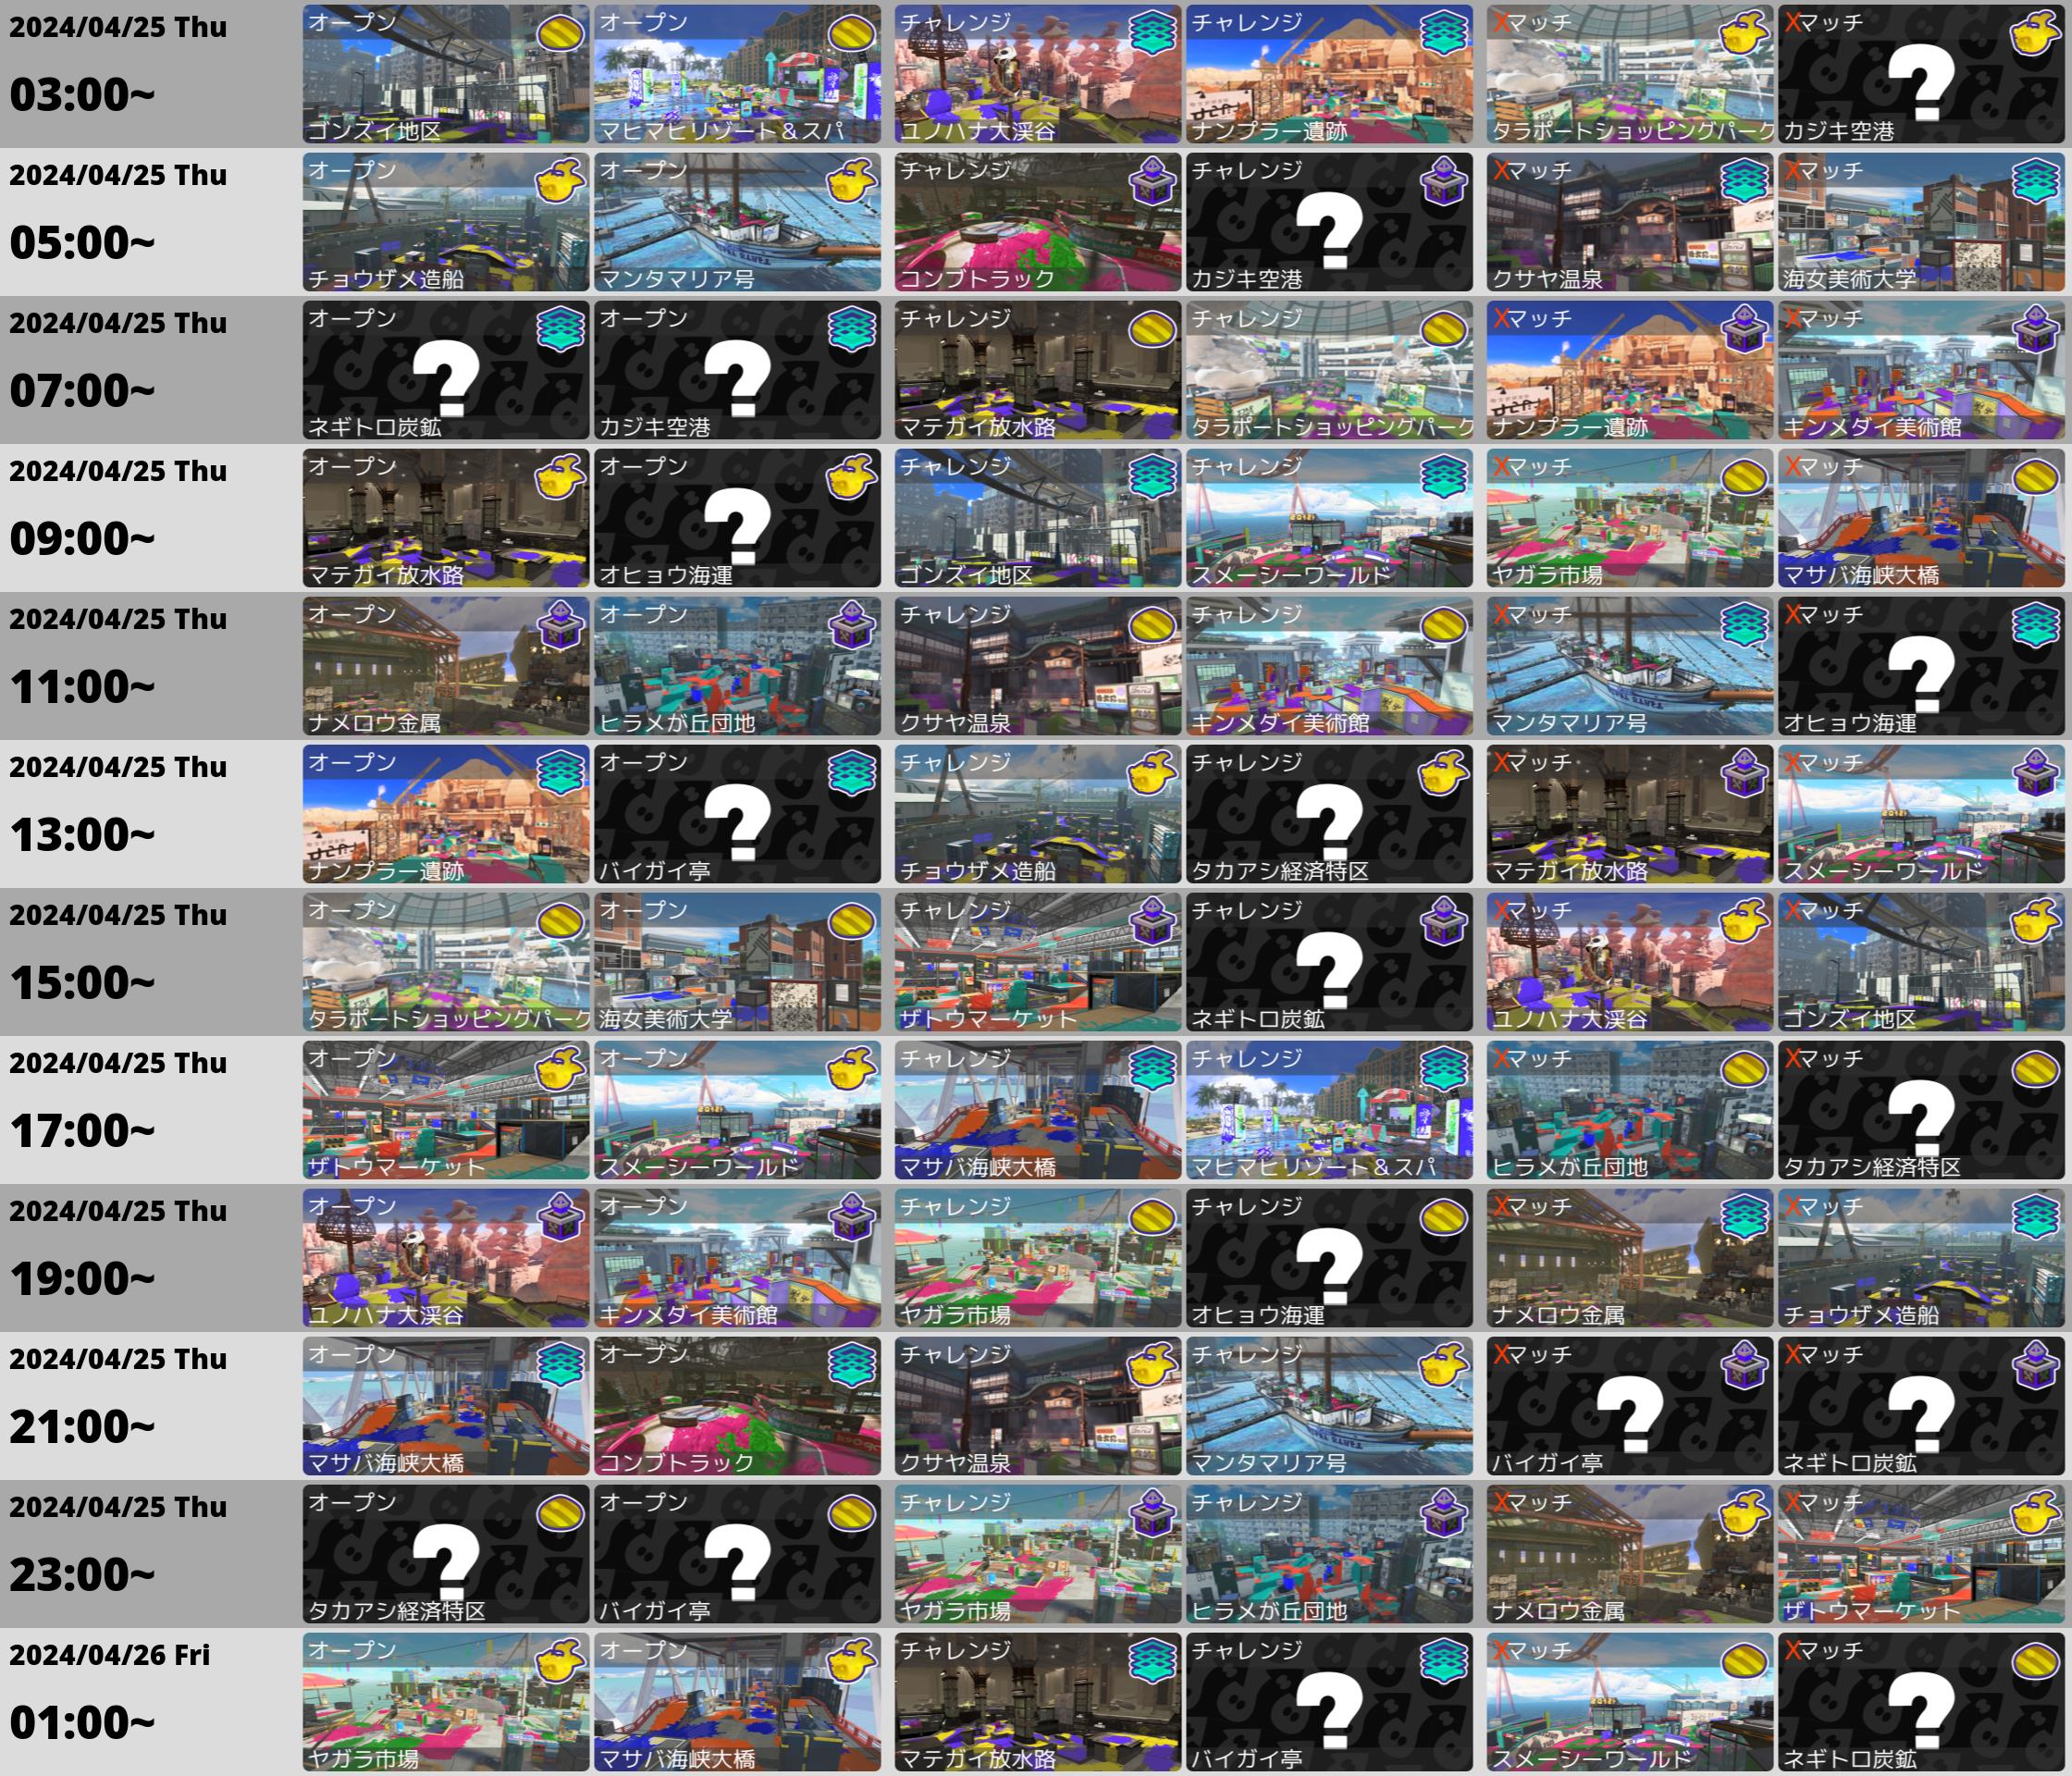 2024/04/25 Thu
03:00~
オープン
ゴンズイ地区
オープン
マヒマヒリゾート&スパ
チャレンジ
ユノハナ大渓谷
チャレンジ
ナンプラー遺跡
Xマッチ
タラポートショッピングパーク
Xマッチ
カジキ空港
2024/04/25 Thu
05:00~
オープン
チョウザメ造船
オープン
マンタマリア号
チャレンジ
コンブトラック
チャレンジ
カジキ空港
Xマッチ
クサヤ温泉
Xマッチ
海女美術大学
2024/04/25 Thu
07:00~
オープン
ネギトロ炭鉱
オープン
カジキ空港
チャレンジ
マテガイ放水路
チャレンジ
タラポートショッピングパーク
Xマッチ
ナンプラー遺跡
Xマッチ
キンメダイ美術館
2024/04/25 Thu
09:00~
オープン
マテガイ放水路
オープン
オヒョウ海運
チャレンジ
ゴンズイ地区
チャレンジ
スメーシーワールド
Xマッチ
ヤガラ市場
Xマッチ
マサバ海峡大橋
2024/04/25 Thu
11:00~
オープン
ナメロウ金属
オープン
ヒラメが丘団地
チャレンジ
クサヤ温泉
チャレンジ
キンメダイ美術館
Xマッチ
マンタマリア号
Xマッチ
オヒョウ海運
2024/04/25 Thu
13:00~
オープン
ナンプラー遺跡
オープン
バイガイ亭
チャレンジ
チョウザメ造船
チャレンジ
タカアシ経済特区
Xマッチ
マテガイ放水路
Xマッチ
スメーシーワールド
2024/04/25 Thu
15:00~
オープン
タラポートショッピングパーク
オープン
海女美術大学
チャレンジ
ザトウマーケット
チャレンジ
ネギトロ炭鉱
Xマッチ
ユノハナ大渓谷
Xマッチ
ゴンズイ地区
2024/04/25 Thu
17:00~
オープン
ザトウマーケット
オープン
スメーシーワールド
チャレンジ
マサバ海峡大橋
チャレンジ
マヒマヒリゾート&スパ
Xマッチ
ヒラメが丘団地
Xマッチ
タカアシ経済特区
2024/04/25 Thu
19:00~
オープン
ユノハナ大渓谷
オープン
キンメダイ美術館
チャレンジ
ヤガラ市場
チャレンジ
オヒョウ海運
Xマッチ
ナメロウ金属
Xマッチ
チョウザメ造船
2024/04/25 Thu
21:00~
オープン
マサバ海峡大橋
オープン
コンブトラック
チャレンジ
クサヤ温泉
チャレンジ
マンタマリア号
Xマッチ
バイガイ亭
Xマッチ
ネギトロ炭鉱
2024/04/25 Thu
23:00~
オープン
タカアシ経済特区
オープン
バイガイ亭
チャレンジ
ヤガラ市場
チャレンジ
ヒラメが丘団地
Xマッチ
ナメロウ金属
Xマッチ
ザトウマーケット
2024/04/26 Fri
01:00~
オープン
ヤガラ市場
オープン
マサバ海峡大橋
チャレンジ
マテガイ放水路
チャレンジ
バイガイ亭
Xマッチ
スメーシーワールド
Xマッチ
ネギトロ炭鉱